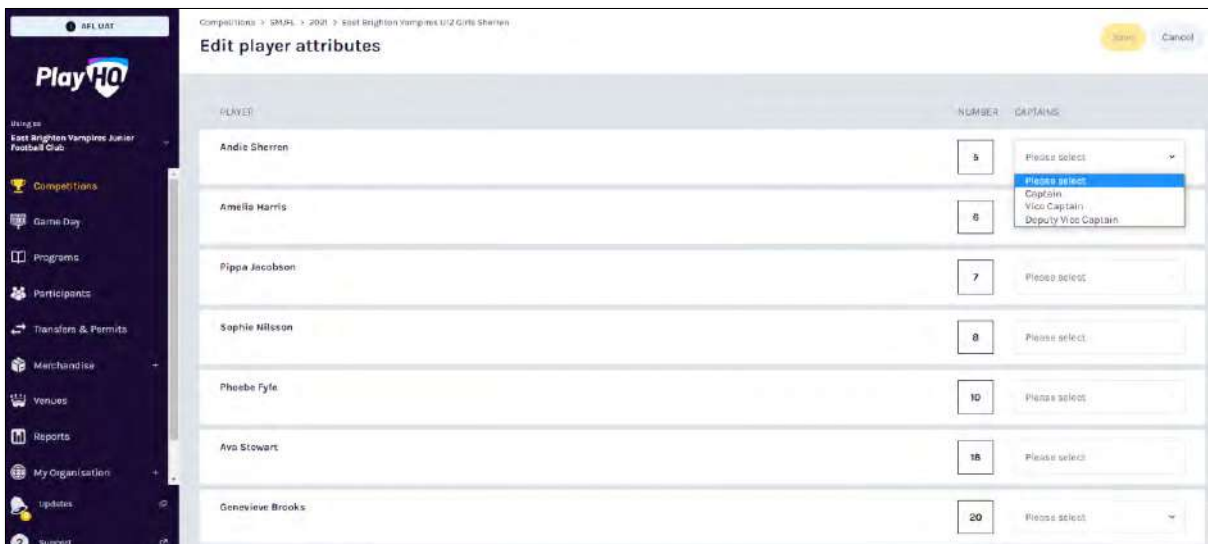 AFL UAT
PlayHQ
Using as
East Brighton Vampires Junior
Football Club
Competitions
Game Day
Programs
Participants
Transfers & Permits
Merchandise +
Venues
Reports
My Organisation +
Updates
Support
Competitions > SMJFL > 2021 > East Brighton Vampires U12 Girls Sherren
Edit player attributes
Save Cancel
PLAYER NUMBER CAPTAINS
Andie Sherren 5 Please select
Please select
Captain
Vice Captain
Deputy Vice Captain
Amelia Harris 6
Pippa Jacobson 7 Please select
Sophie Nilsson 8 Please select
Phoebe Fyfe 10 Please select
Ava Stewart 18 Please select
Genevieve Brooks 20 Please select